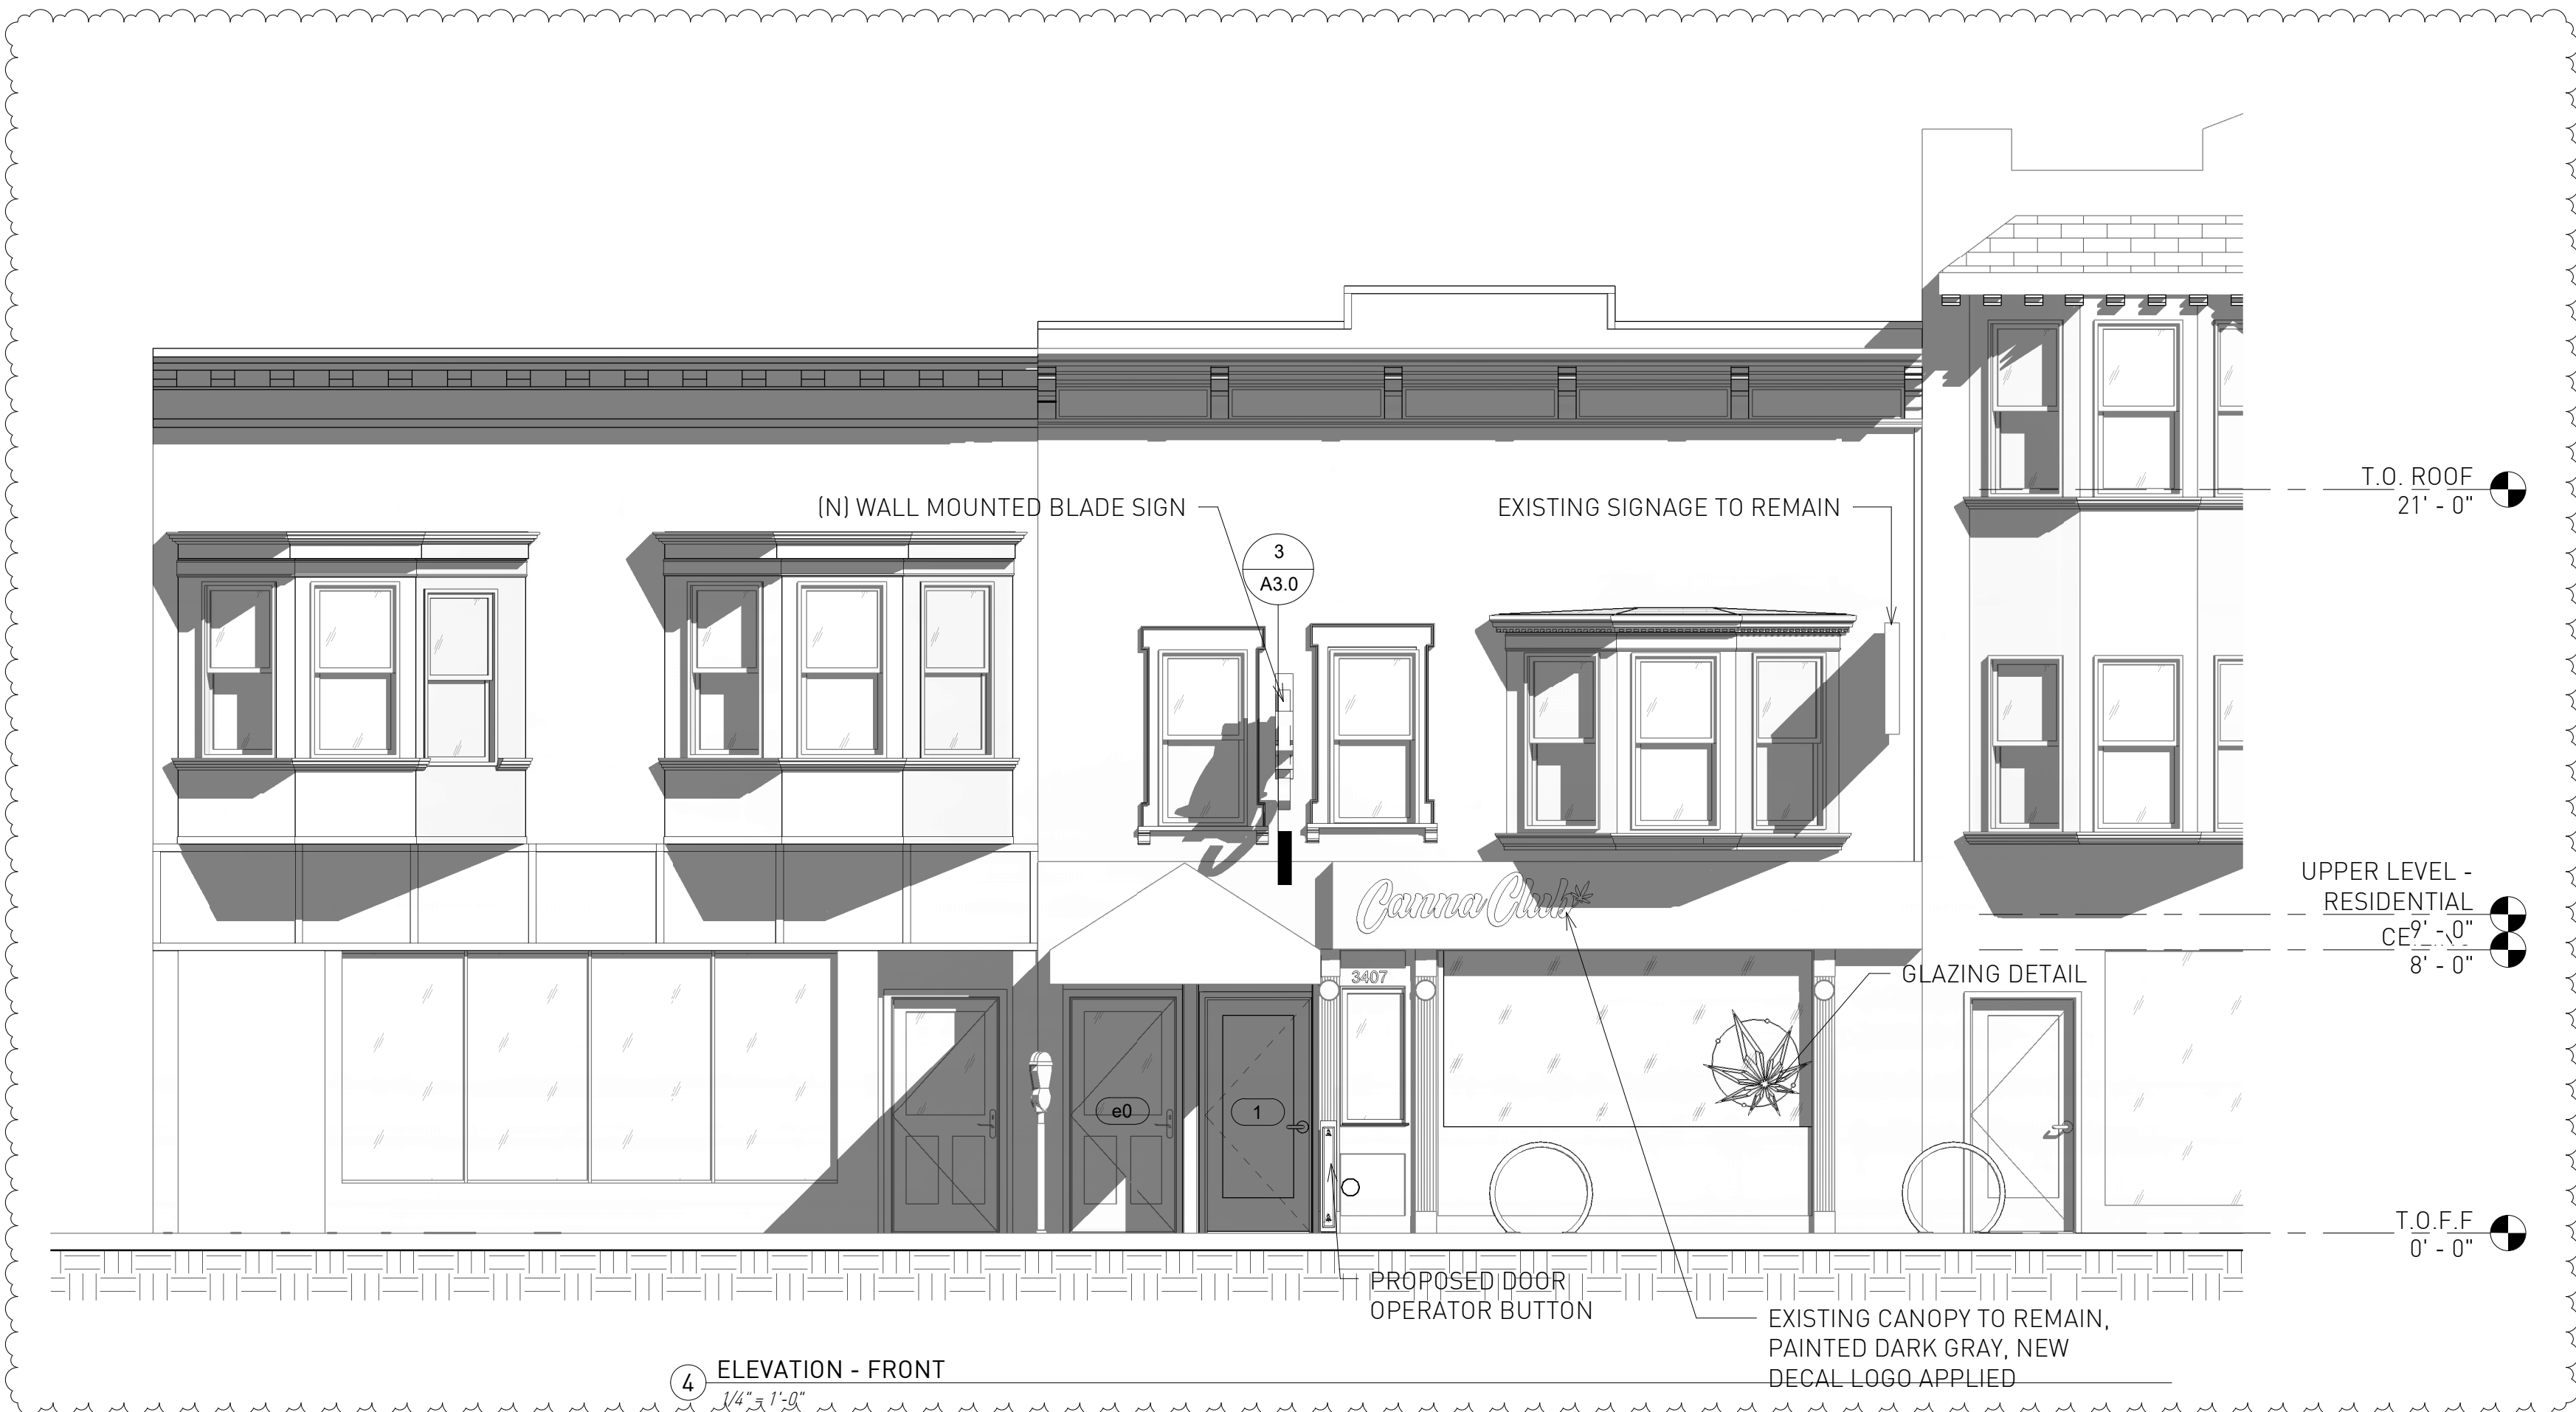 T.O. ROOF
21' - 0"
(N) WALL MOUNTED BLADE SIGN
EXISTING SIGNAGE TO REMAIN
3
A3.0
UPPER LEVEL -
RESIDENTIAL
9' - 0"
8' - 0"
Canna Club
3407
GLAZING DETAIL
e0
1
T.O.F.F
0' - 0"
PROPOSED DOOR
OPERATOR BUTTON
EXISTING CANOPY TO REMAIN,
PAINTED DARK GRAY, NEW
DECAL LOGO APPLIED
4
ELEVATION - FRONT
1/4" = 1'-0"